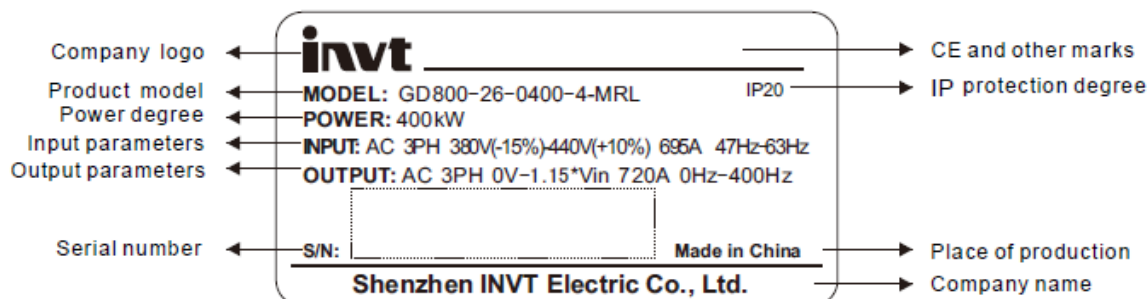 Company logo
invt
CE and other marks
Product model
MODEL: GD800-26-0400-4-MRL
IP20
IP protection degree
Power degree
POWER: 400kW
Input parameters
INPUT: AC 3PH 380V(-15%)-440V(+10%) 695A 47Hz-63Hz
Output parameters
OUTPUT: AC 3PH 0V-1.15*Vin 720A 0Hz-400Hz
Serial number
S/N:
Made in China
Place of production
Shenzhen INVT Electric Co., Ltd.
Company name